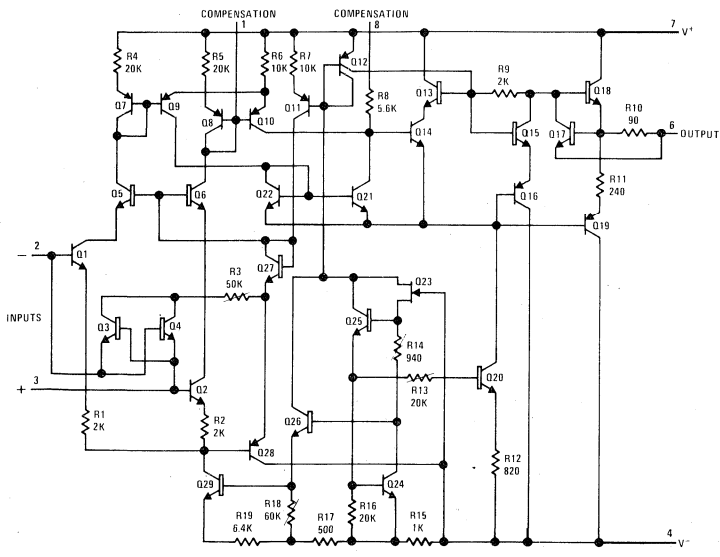 COMPENSATION
1
COMPENSATION
8
7
V+
R4
20K
R5
20K
R6
10K
R7
10K
Q12
R8
5.6K
Q13
R9
2K
Q18
Q7
Q9
Q8
Q10
Q11
Q14
Q15
Q17
R10
90
6
OUTPUT
R11
240
Q5
Q6
Q22
Q21
Q16
Q19
2
−
Q1
Q27
R3
50K
Q23
INPUTS
Q3
Q4
Q25
R14
940
3
+
Q2
R13
20K
Q20
R1
2K
R2
2K
Q28
Q26
R12
820
Q29
R18
60K
Q24
R19
6.4K
R17
500
R16
20K
R15
1K
4
V−